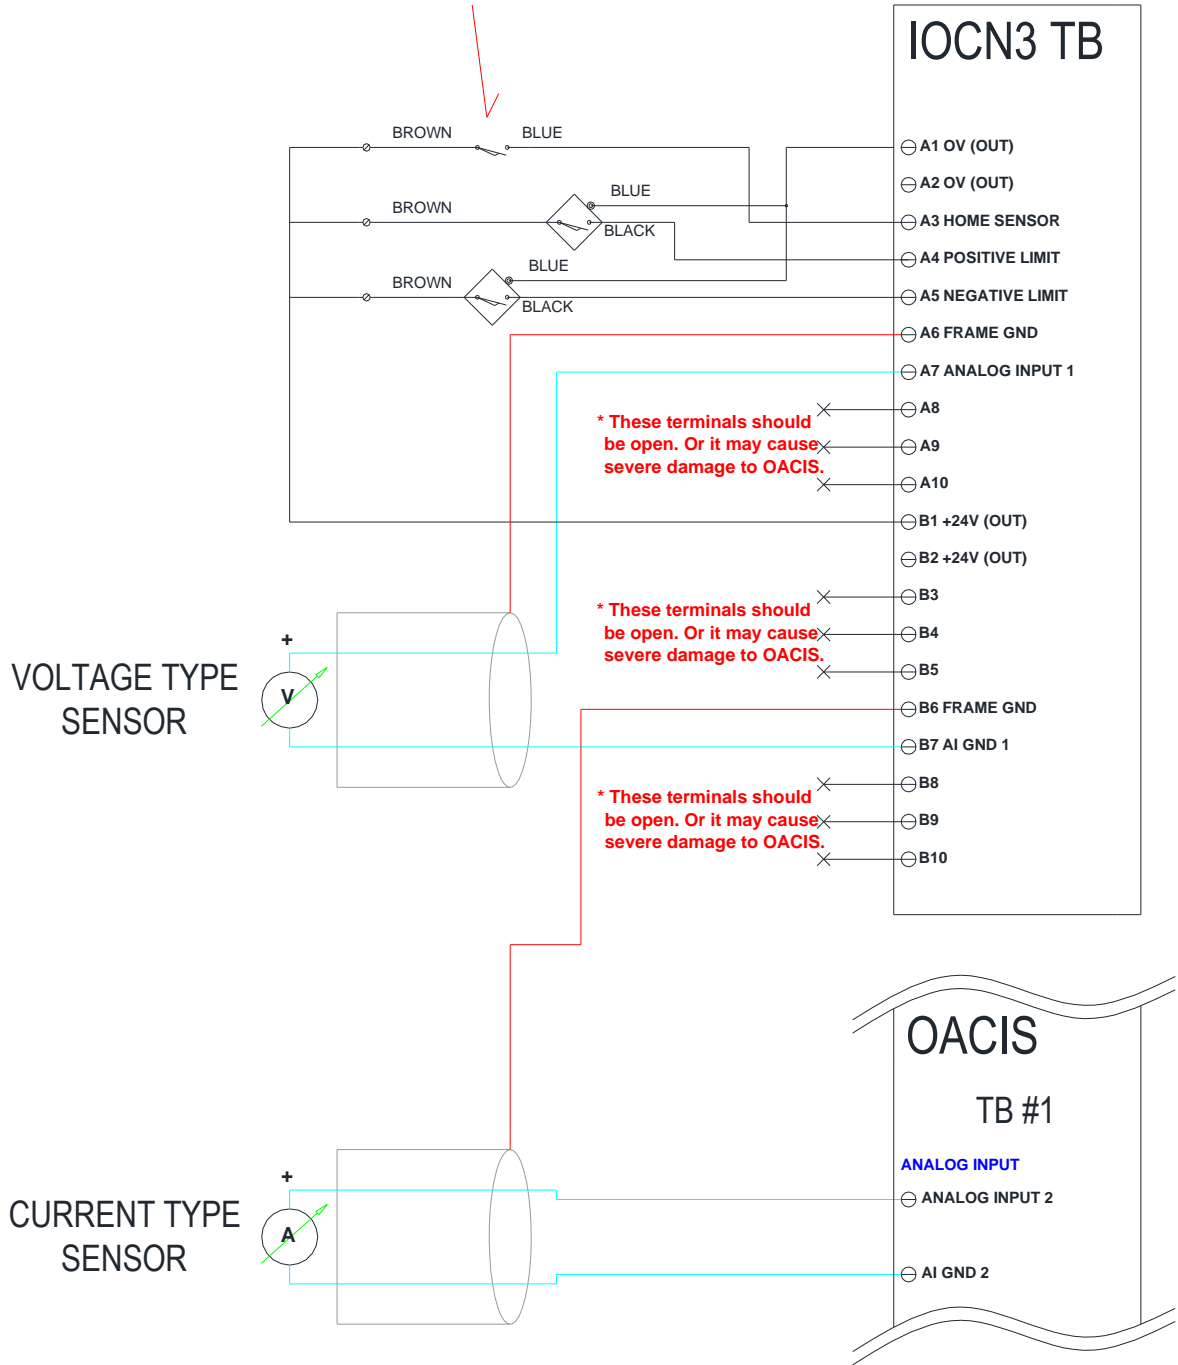 IOCN3 TB
BROWN
BLUE
A1 OV (OUT)
A2 OV (OUT)
BLUE
BROWN
BLACK
A3 HOME SENSOR
A4 POSITIVE LIMIT
BLUE
BROWN
BLACK
A5 NEGATIVE LIMIT
A6 FRAME GND
A7 ANALOG INPUT 1
* These terminals should
be open. Or it may cause
severe damage to OACIS.
A8
A9
A10
B1 +24V (OUT)
B2 +24V (OUT)
* These terminals should
be open. Or it may cause
severe damage to OACIS.
B3
B4
B5
+
V
VOLTAGE TYPE
SENSOR
B6 FRAME GND
B7 AI GND 1
* These terminals should
be open. Or it may cause
severe damage to OACIS.
B8
B9
B10
OACIS
TB #1
ANALOG INPUT
ANALOG INPUT 2
+
A
CURRENT TYPE
SENSOR
AI GND 2